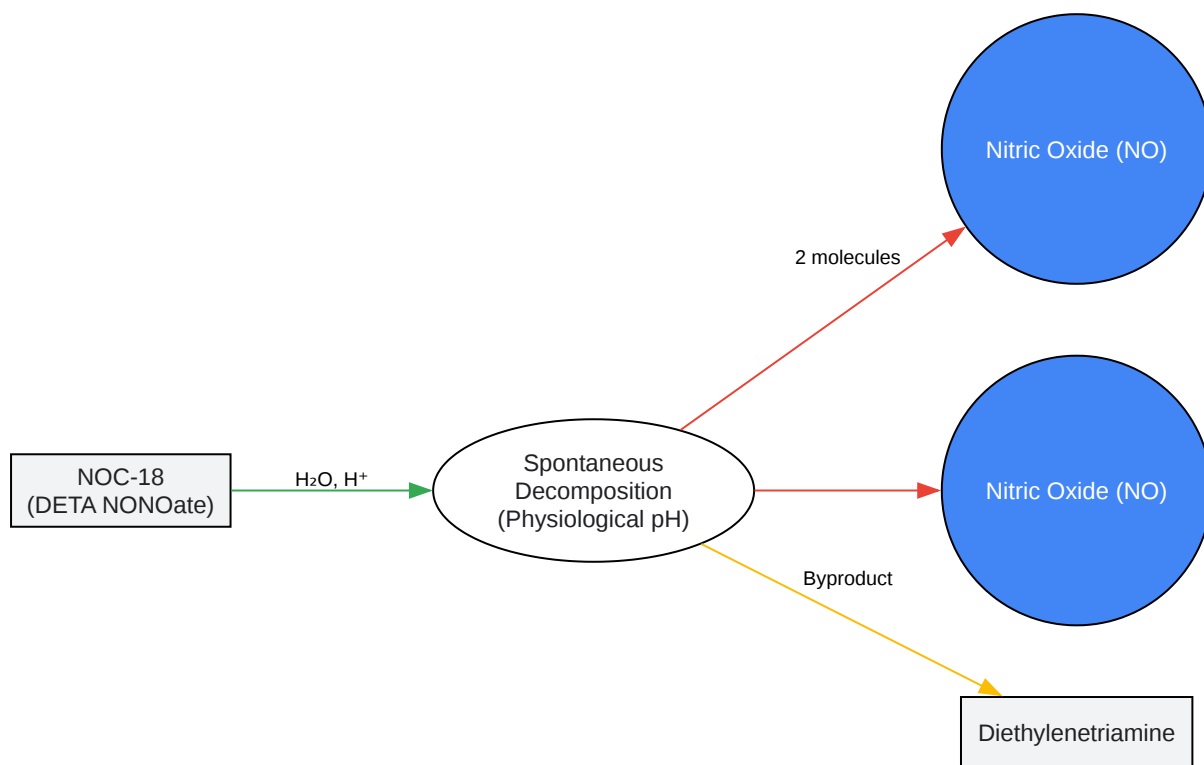 NOC-18
(DETA NONOate)
H₂O, H⁺
Spontaneous
Decomposition
(Physiological pH)
2 molecules
Nitric Oxide (NO)
Nitric Oxide (NO)
Byproduct
Diethylenetriamine